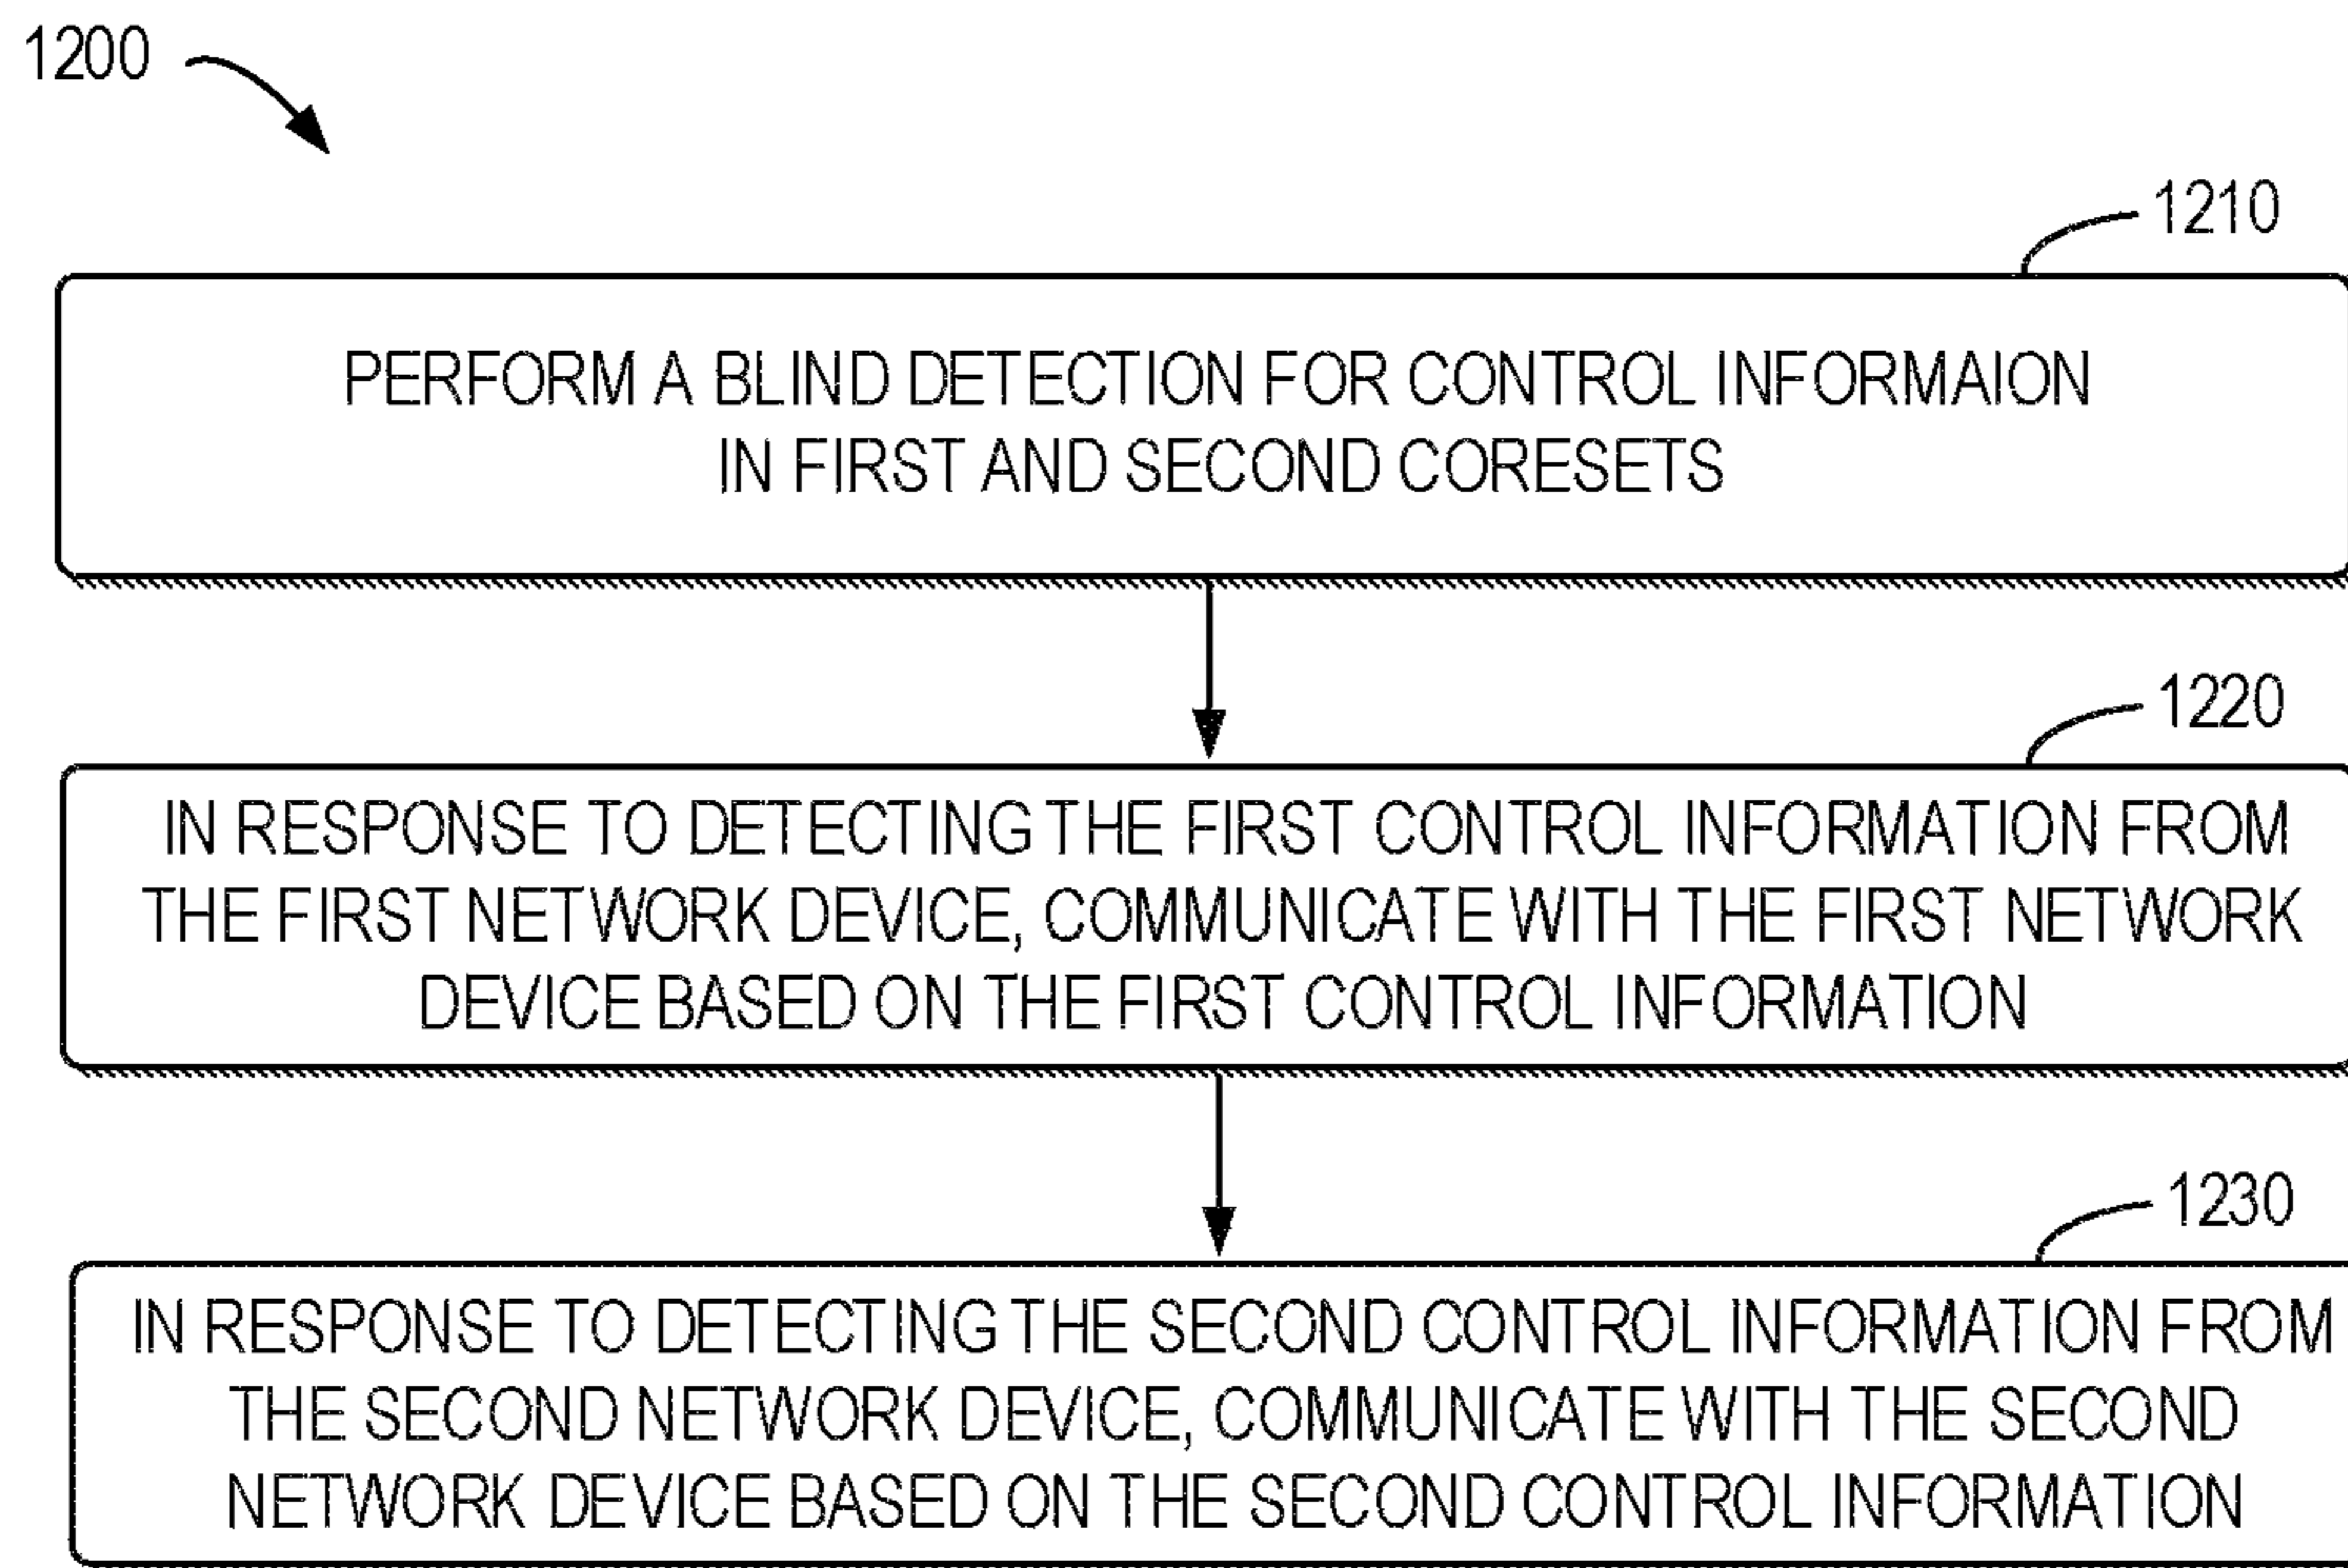 1200
1210
PERFORM A BLIND DETECTION FOR CONTROL INFORMAION
IN FIRST AND SECOND CORESETS
1220
IN RESPONSE TO DETECTING THE FIRST CONTROL INFORMATION FROM
THE FIRST NETWORK DEVICE, COMMUNICATE WITH THE FIRST NETWORK
DEVICE BASED ON THE FIRST CONTROL INFORMATION
1230
IN RESPONSE TO DETECTING THE SECOND CONTROL INFORMATION FROM
THE SECOND NETWORK DEVICE, COMMUNICATE WITH THE SECOND
NETWORK DEVICE BASED ON THE SECOND CONTROL INFORMATION